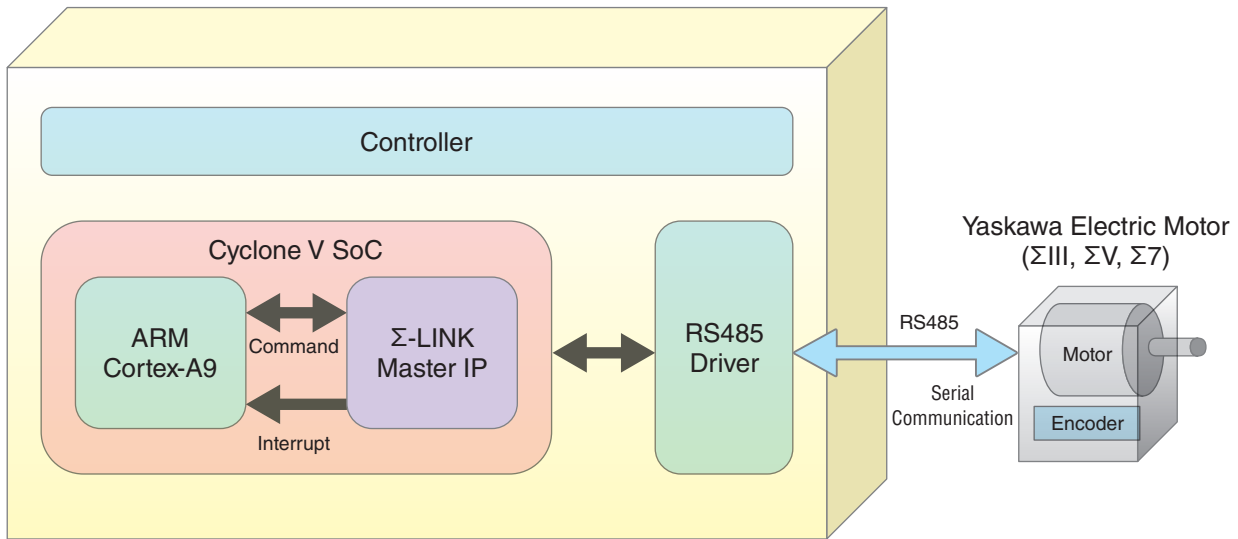 Controller
Cyclone V SoC
ARM
Cortex-A9
Command
Interrupt
Σ-LINK
Master IP
RS485
Driver
RS485
Serial
Communication
Yaskawa Electric Motor
(ΣIII, ΣV, Σ7)
Motor
Encoder